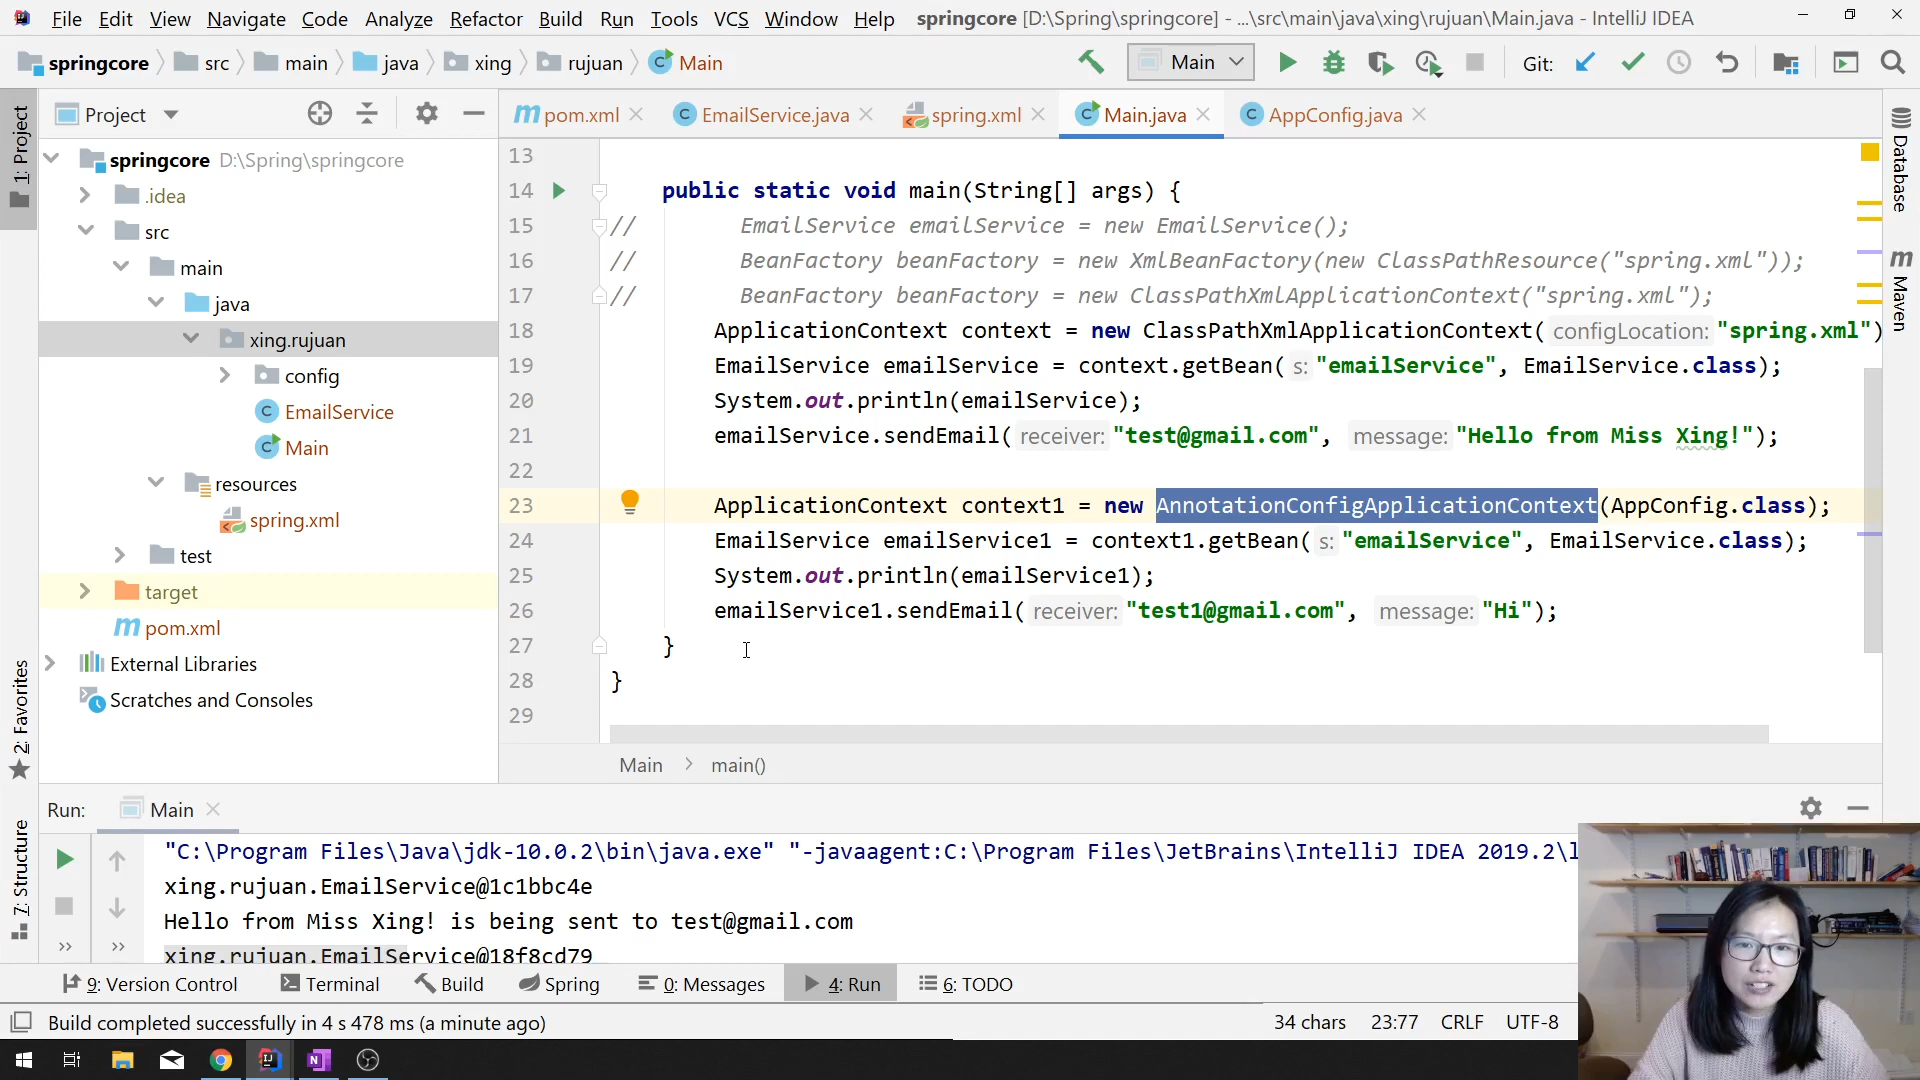 File Edit View Navigate Code Analyze Refactor Build Run Tools VCS Window Help springcore [D:\Spring\springcore] - ...\src\main\java\xing\rujuan\Main.java - IntelliJ IDEA
springcore src main java xing rujuan Main Main Git:
Project pom.xml EmailService.java spring.xml Main.java AppConfig.java
1: Project
2: Favorites
7: Structure
springcore D:\Spring\springcore
.idea
src
main
java
xing.rujuan
config
EmailService
Main
resources
spring.xml
test
target
pom.xml
External Libraries
Scratches and Consoles
13
14 public static void main(String[] args) {
15 // EmailService emailService = new EmailService();
16 // BeanFactory beanFactory = new XmlBeanFactory(new ClassPathResource("spring.xml"));
17 // BeanFactory beanFactory = new ClassPathXmlApplicationContext("spring.xml");
18 ApplicationContext context = new ClassPathXmlApplicationContext( configLocation: "spring.xml")
19 EmailService emailService = context.getBean( s: "emailService", EmailService.class);
20 System.out.println(emailService);
21 emailService.sendEmail( receiver: "test@gmail.com", message: "Hello from Miss Xing!");
22
23 ApplicationContext context1 = new AnnotationConfigApplicationContext(AppConfig.class);
24 EmailService emailService1 = context1.getBean( s: "emailService", EmailService.class);
25 System.out.println(emailService1);
26 emailService1.sendEmail( receiver: "test1@gmail.com", message: "Hi");
27 }
28 }
29
Main > main()
Database
m Maven
Run: Main
"C:\Program Files\Java\jdk-10.0.2\bin\java.exe" "-javaagent:C:\Program Files\JetBrains\IntelliJ IDEA 2019.2\l
xing.rujuan.EmailService@1c1bbc4e
Hello from Miss Xing! is being sent to test@gmail.com
xing.rujuan.EmailService@18f8cd79
9: Version Control Terminal Build Spring 0: Messages 4: Run 6: TODO
Build completed successfully in 4 s 478 ms (a minute ago) 34 chars 23:77 CRLF UTF-8